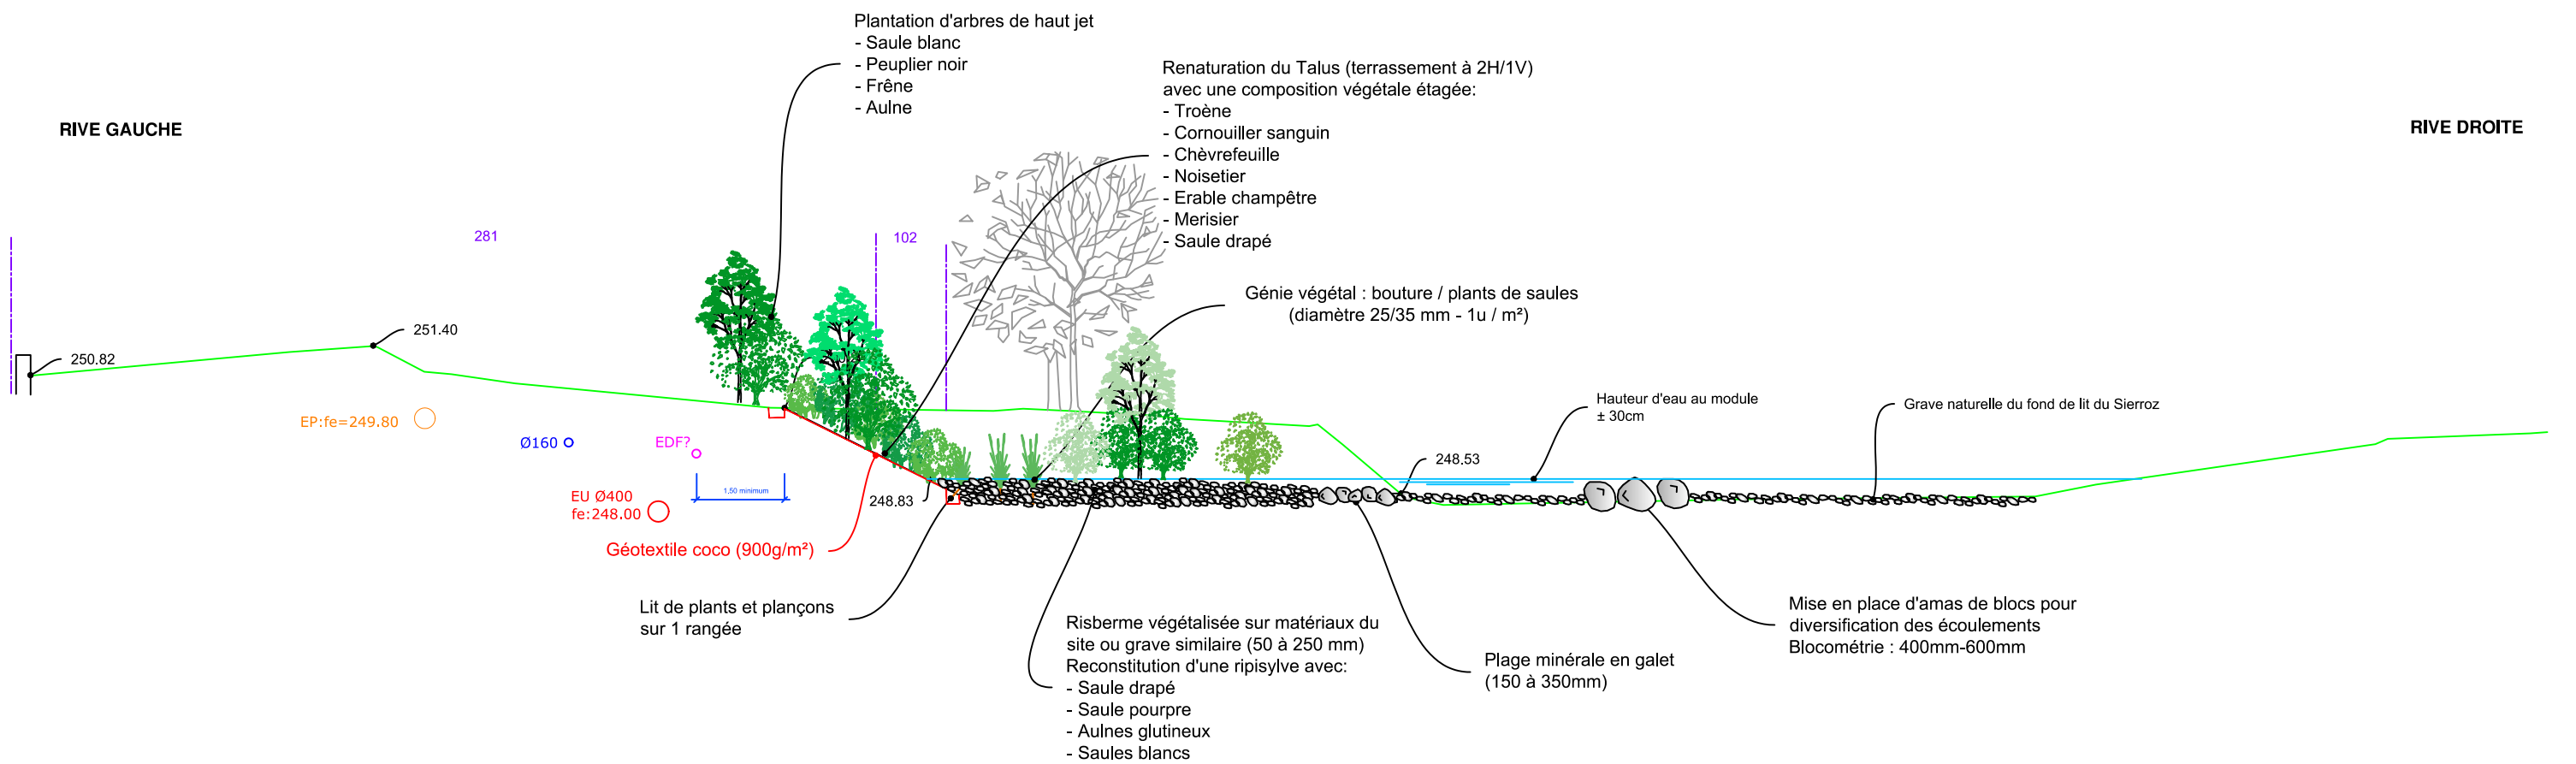 Plantation d'arbres de haut jet
- Saule blanc
- Peuplier noir
- Frêne
- Aulne
Renaturation du Talus (terrassement à 2H/1V)
avec une composition végétale étagée:
- Troène
- Cornouiller sanguin
- Chèvrefeuille
- Noisetier
- Erable champêtre
- Merisier
- Saule drapé
RIVE GAUCHE
RIVE DROITE
281
102
Génie végétal : bouture / plants de saules
(diamètre 25/35 mm - 1u / m²)
251.40
250.82
Hauteur d'eau au module
± 30cm
Grave naturelle du fond de lit du Sierroz
EP:fe=249.80
Ø160
EDF?
248,53
1,50 minimum
EU Ø400
fe:248.00
248.83
Géotextile coco (900g/m²)
Lit de plants et plançons
sur 1 rangée
Risberme végétalisée sur matériaux du
site ou grave similaire (50 à 250 mm)
Reconstitution d'une ripisylve avec:
- Saule drapé
- Saule pourpre
- Aulnes glutineux
- Saules blancs
Plage minérale en galet
(150 à 350mm)
Mise en place d'amas de blocs pour
diversification des écoulements
Blocométrie : 400mm-600mm